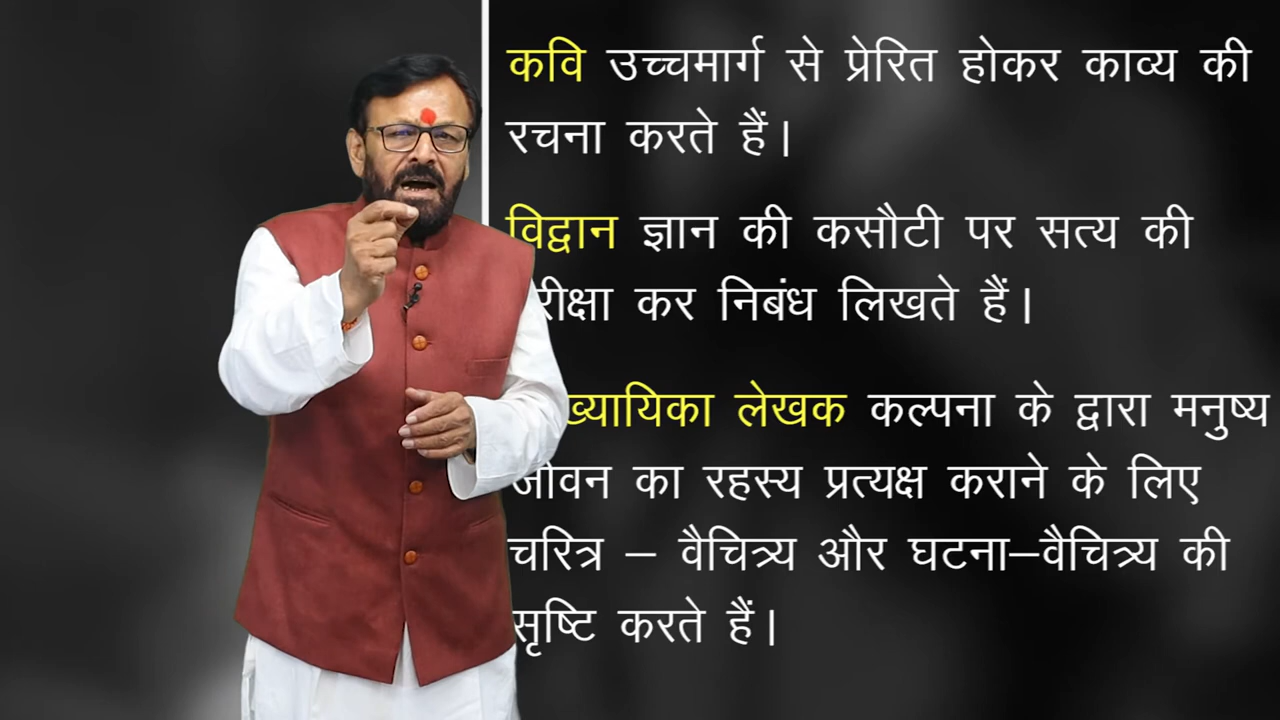 कवि उच्चमार्ग से प्रेरित होकर काव्य की
रचना करते हैं।
विद्वान ज्ञान की कसौटी पर सत्य की
कर निबंध लिखते हैं।
लेखक कल्पना के द्वारा मनुष्य
जीवन का रहस्य प्रत्यक्ष कराने के लिए
चरित्र – वैचित्र्य और घटना–वैचित्र्य की
सृष्टि करते हैं।